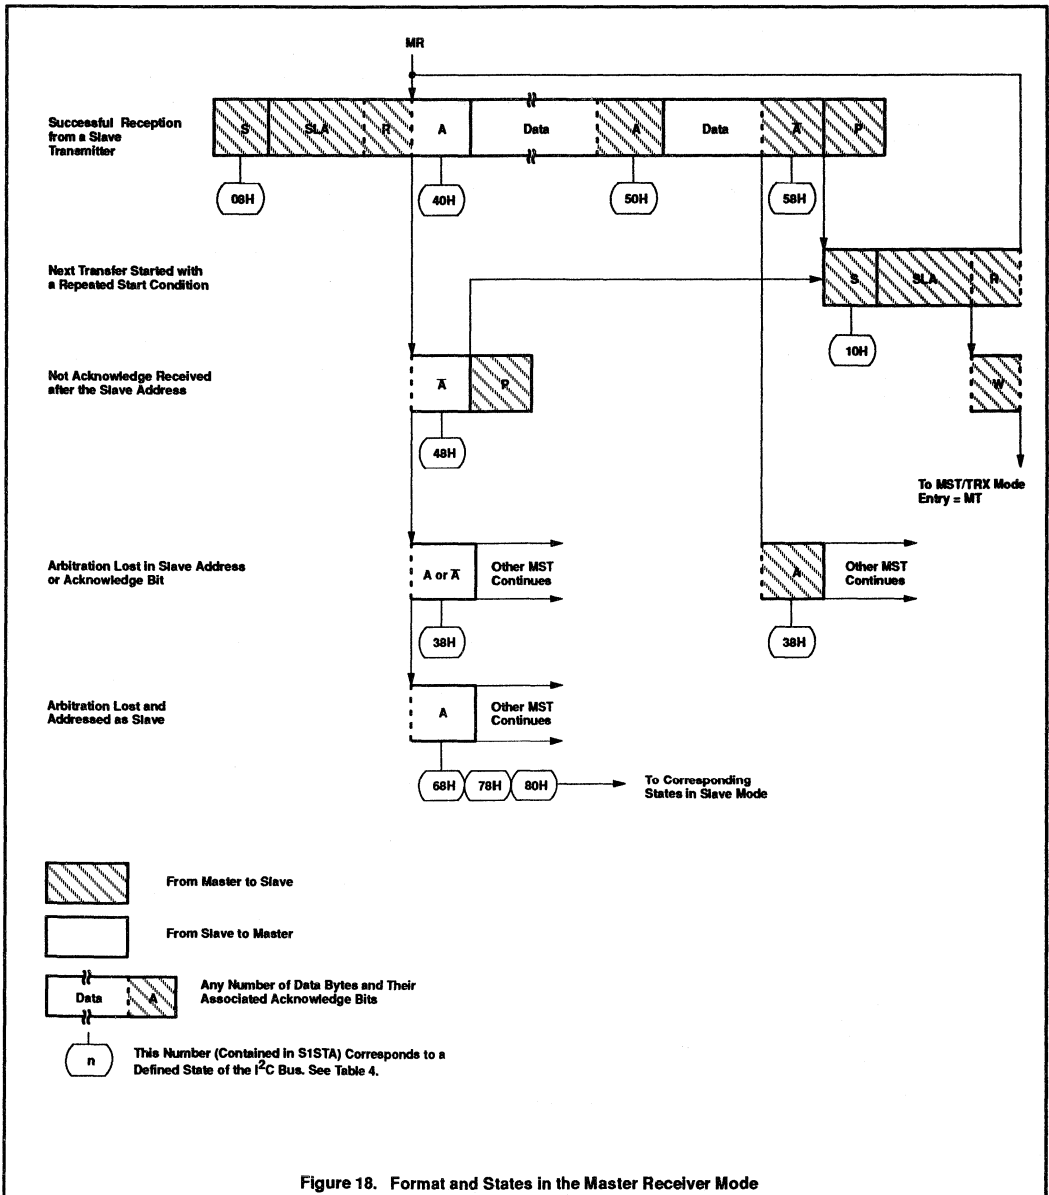 MR
Successful Reception
from a Slave
Transmitter
S SLA R A Data A Data A̅ P
08H 40H 50H 58H
Next Transfer Started with
a Repeated Start Condition
S SLA R
10H
Not Acknowledge Received
after the Slave Address
A̅ P W
48H
To MST/TRX Mode
Entry = MT
Arbitration Lost in Slave Address
or Acknowledge Bit
A or A̅
Other MST
Continues
A
Other MST
Continues
38H 38H
Arbitration Lost and
Addressed as Slave
A
Other MST
Continues
68H 78H 80H
To Corresponding
States in Slave Mode
From Master to Slave
From Slave to Master
Data A
Any Number of Data Bytes and Their
Associated Acknowledge Bits
n
This Number (Contained in S1STA) Corresponds to a
Defined State of the I²C Bus. See Table 4.
Figure 18. Format and States in the Master Receiver Mode